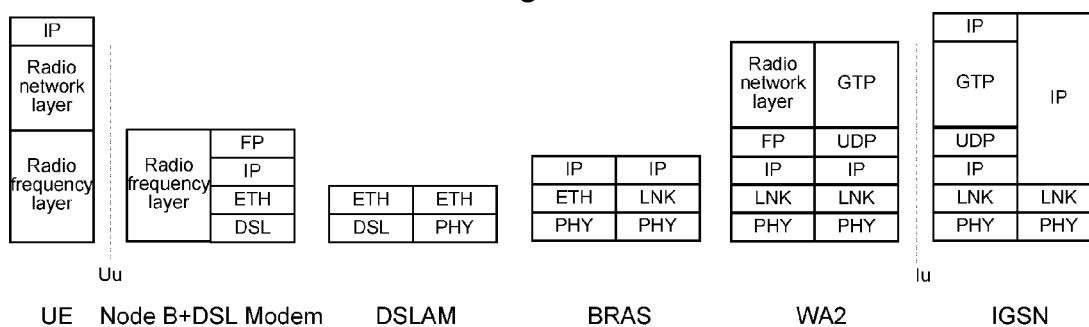 IP
Radio
network
layer
Radio
frequency
layer
Radio
frequency
layer
FP
IP
ETH
DSL
ETH ETH
DSL PHY
IP IP
ETH LNK
PHY PHY
Radio
network
layer
GTP
FP UDP
IP IP
LNK LNK
PHY PHY
IP
GTP
UDP
IP
LNK
PHY
IP
LNK
PHY
Uu
Iu
UE Node B+DSL Modem DSLAM BRAS WA2 IGSN